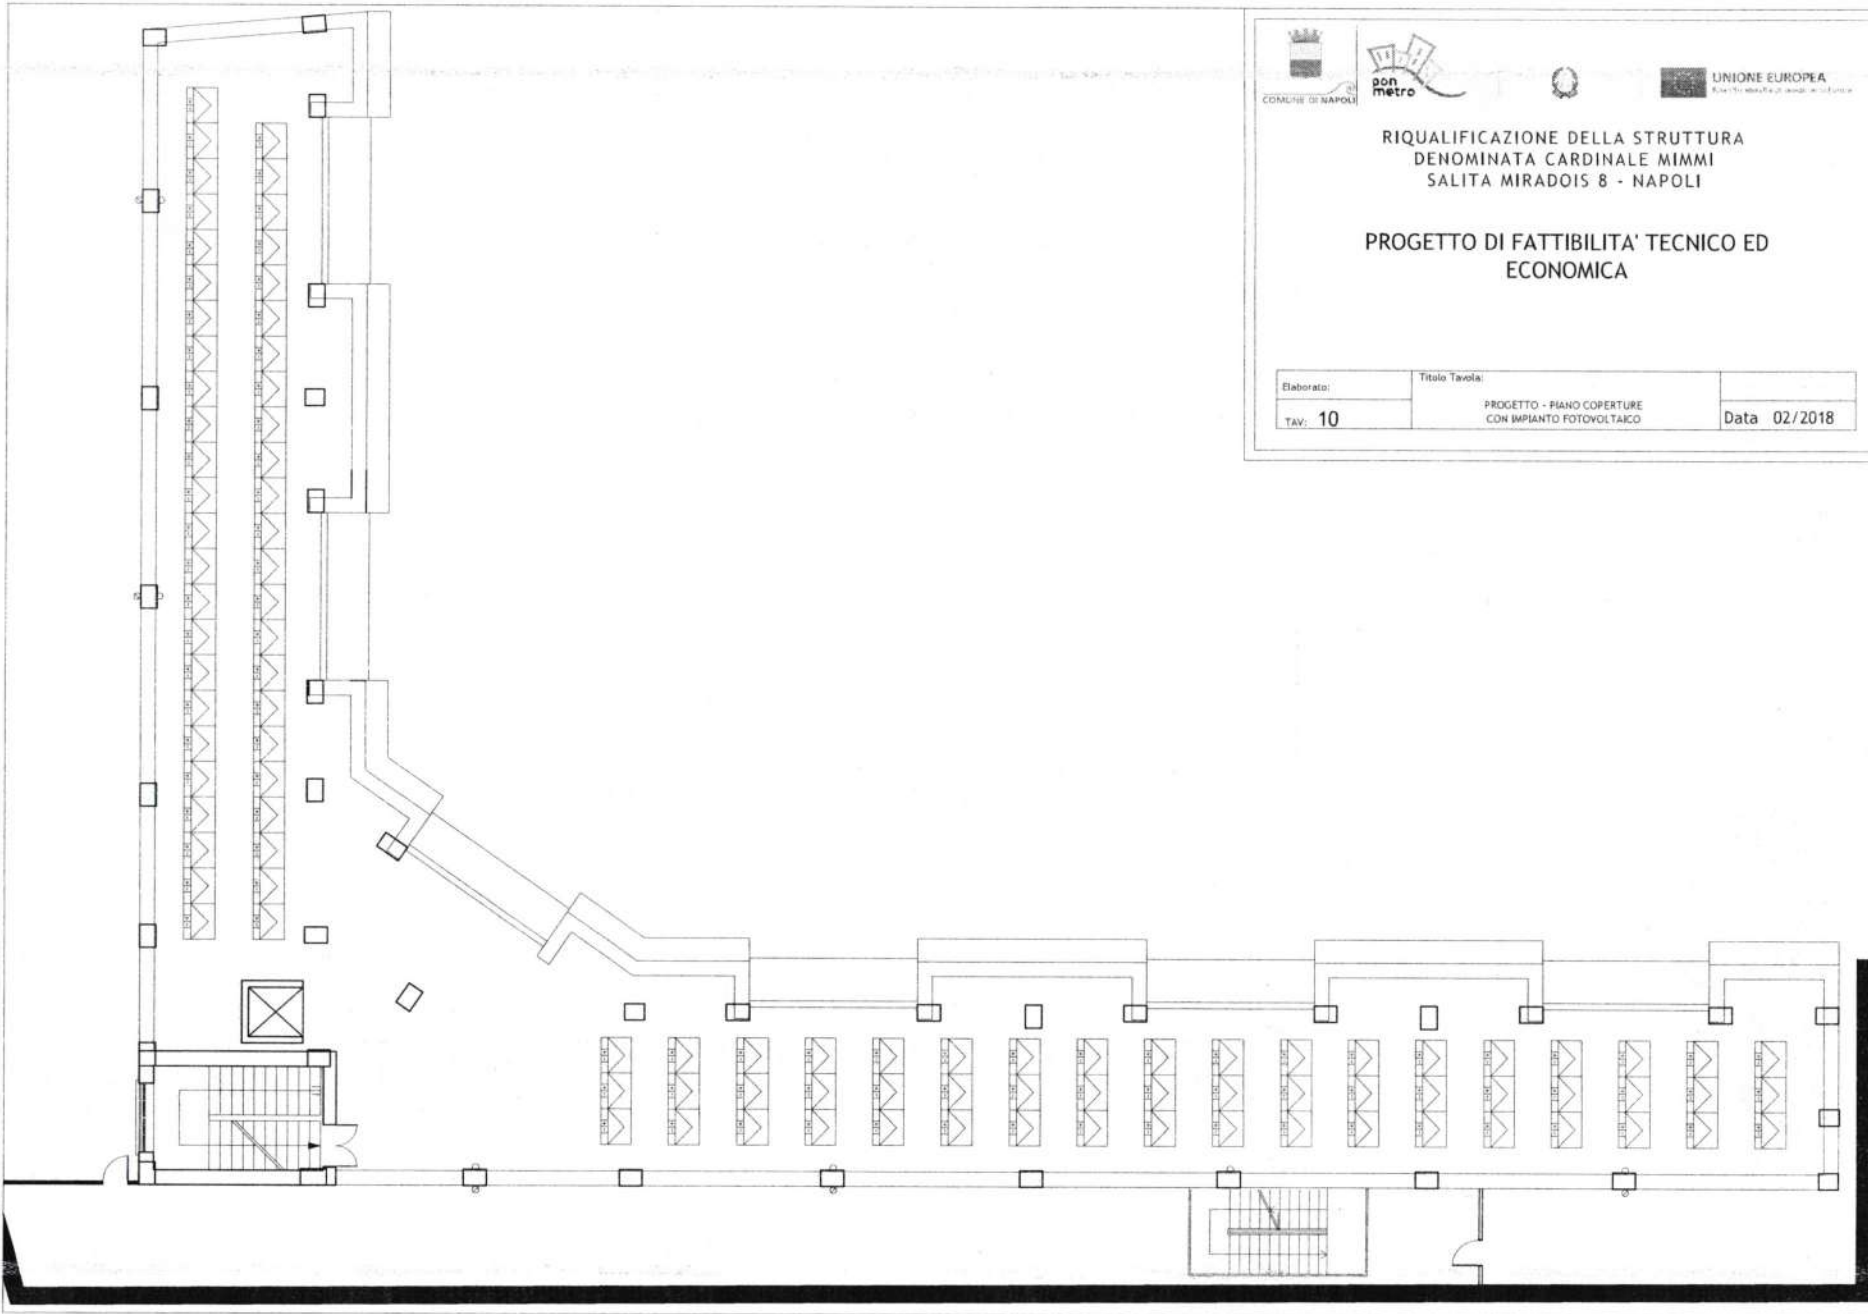 COMUNE DI NAPOLI
pon
metro
UNIONE EUROPEA
RIQUALIFICAZIONE DELLA STRUTTURA
DENOMINATA CARDINALE MIMMI
SALITA MIRADOIS 8 - NAPOLI
PROGETTO DI FATTIBILITA' TECNICO ED
ECONOMICA
Elaborato:
TAV: 10
Titolo Tavola:
PROGETTO - PIANO COPERTURE
CON IMPIANTO FOTOVOLTAICO
Data 02/2018